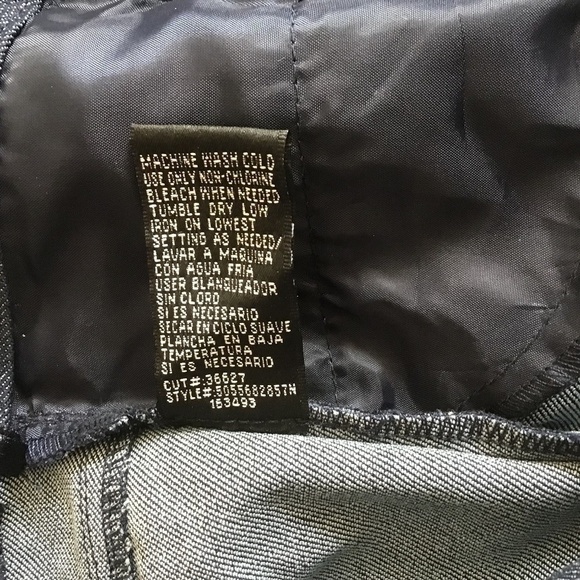 MACHINE WASH COLD
USE ONLY NON-CHLORINE
BLEACH WHEN NEEDED
TUMBLE DRY LOW
IRON ON LOWEST
SETTING AS NEEDED/
LAVAR A MAQUINA
CON AGUA FRIA
USER BLANQUEADOR
SIN CLORO
SI ES NECESARIO
SECAR EN CICLO SUAVE
PLANCHA EN BAJA
TEMPERATURA
SI ES NECESARIO
CUT#:36627
STYLE#:5055682857N
163493